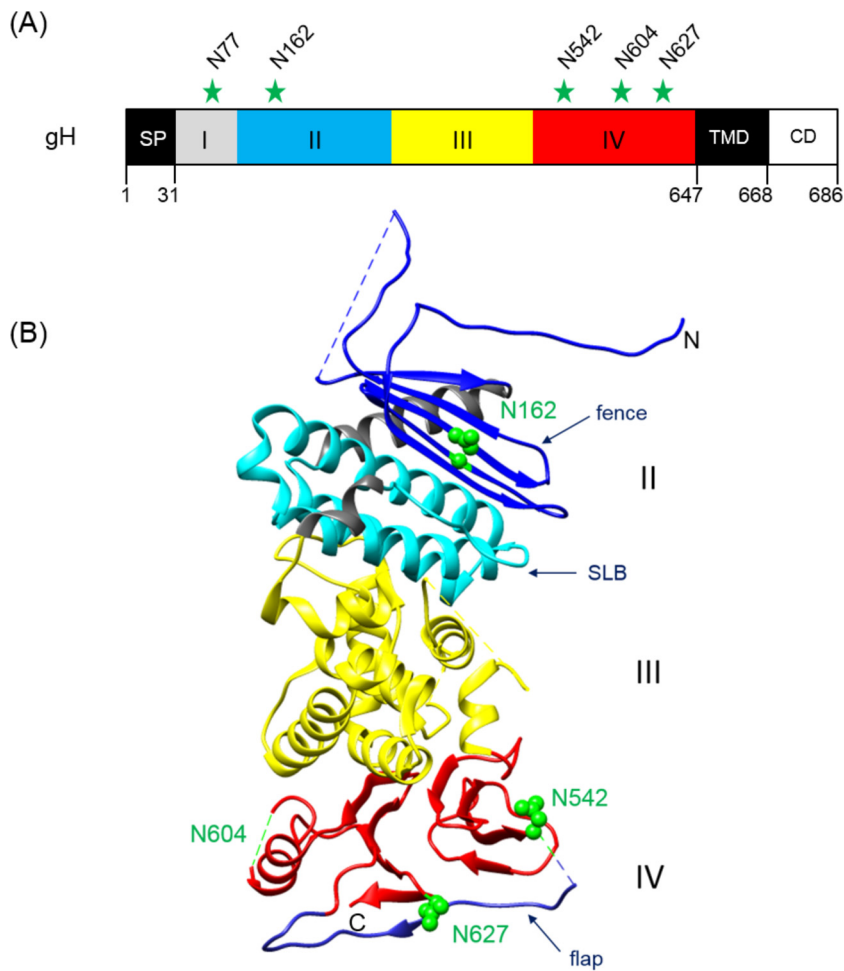 (A)
N77 N162 N542 N604 N627
gH SP I II III IV TMD CD
1 31 647 668 686
(B)
N
N162
fence
II
SLB
III
N542
N604
IV
C
N627
flap